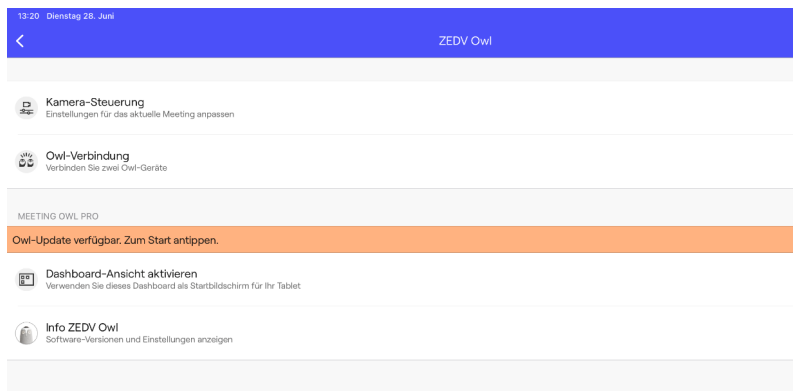 13:20 Dienstag 28. Juni
ZEDV Owl
Kamera-Steuerung
Einstellungen für das aktuelle Meeting anpassen
Owl-Verbindung
Verbinden Sie zwei Owl-Geräte
MEETING OWL PRO
Owl-Update verfügbar. Zum Start antippen.
Dashboard-Ansicht aktivieren
Verwenden Sie dieses Dashboard als Startbildschirm für Ihr Tablet
Info ZEDV Owl
Software-Versionen und Einstellungen anzeigen